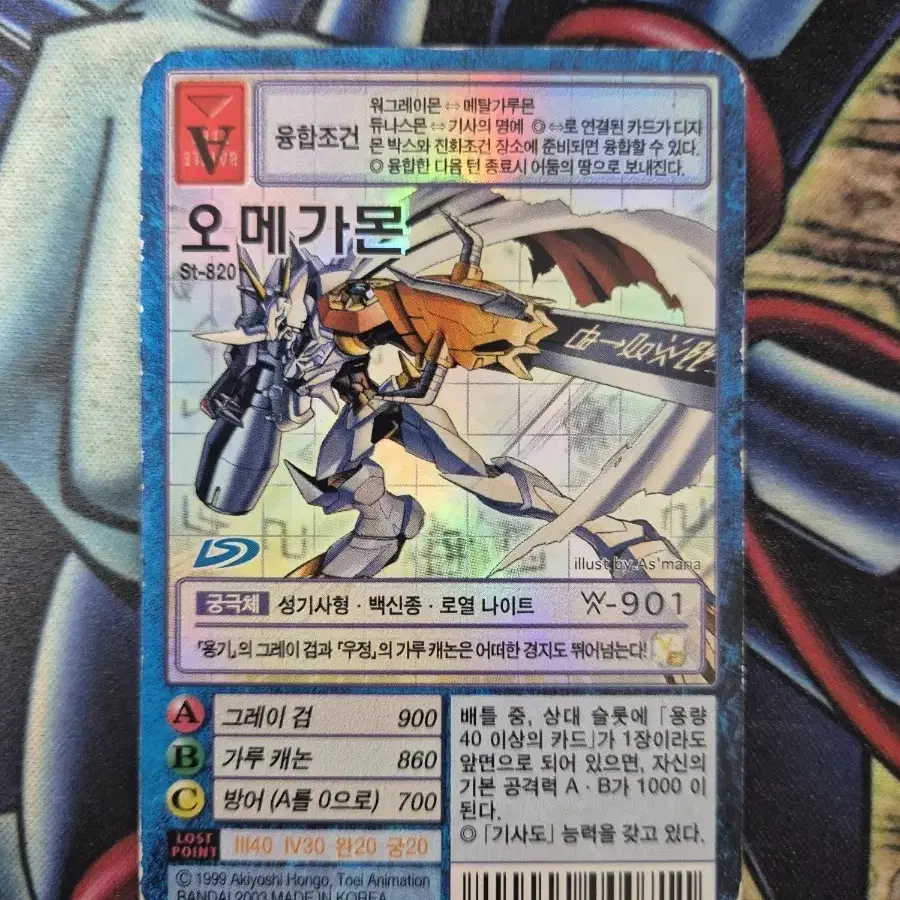 A
BATTLE
융합조건
워그레이몬 ⇔ 메탈가루몬
듀나스몬 ⇔ 기사의 명예 ◎⇔로 연결된 카드가 디지
몬 박스와 진화조건 장소에 준비되면 융합할 수 있다.
◎ 융합한 다음 턴 종료시 어둠의 땅으로 보내진다.
오메가몬
St-820
illust by As'maria
궁극체 성기사형 · 백신종 · 로열 나이트
-901
「용기」의 그레이 검과 「우정」의 가루 캐논은 어떠한 경지도 뛰어넘는다!
A 그레이 검 900
B 가루 캐논 860
C 방어 (A를 0으로) 700
LOST POINT III40 IV30 완20 궁20
배틀 중, 상대 슬롯에 「용량
40 이상의 카드」가 1장이라도
앞면으로 되어 있으면, 자신의
기본 공격력 A · B가 1000 이
된다.
◎ 「기사도」 능력을 갖고 있다.
© 1999 Akiyoshi Hongo, Toei Animation
BANDAI 2003 MADE IN KOREA